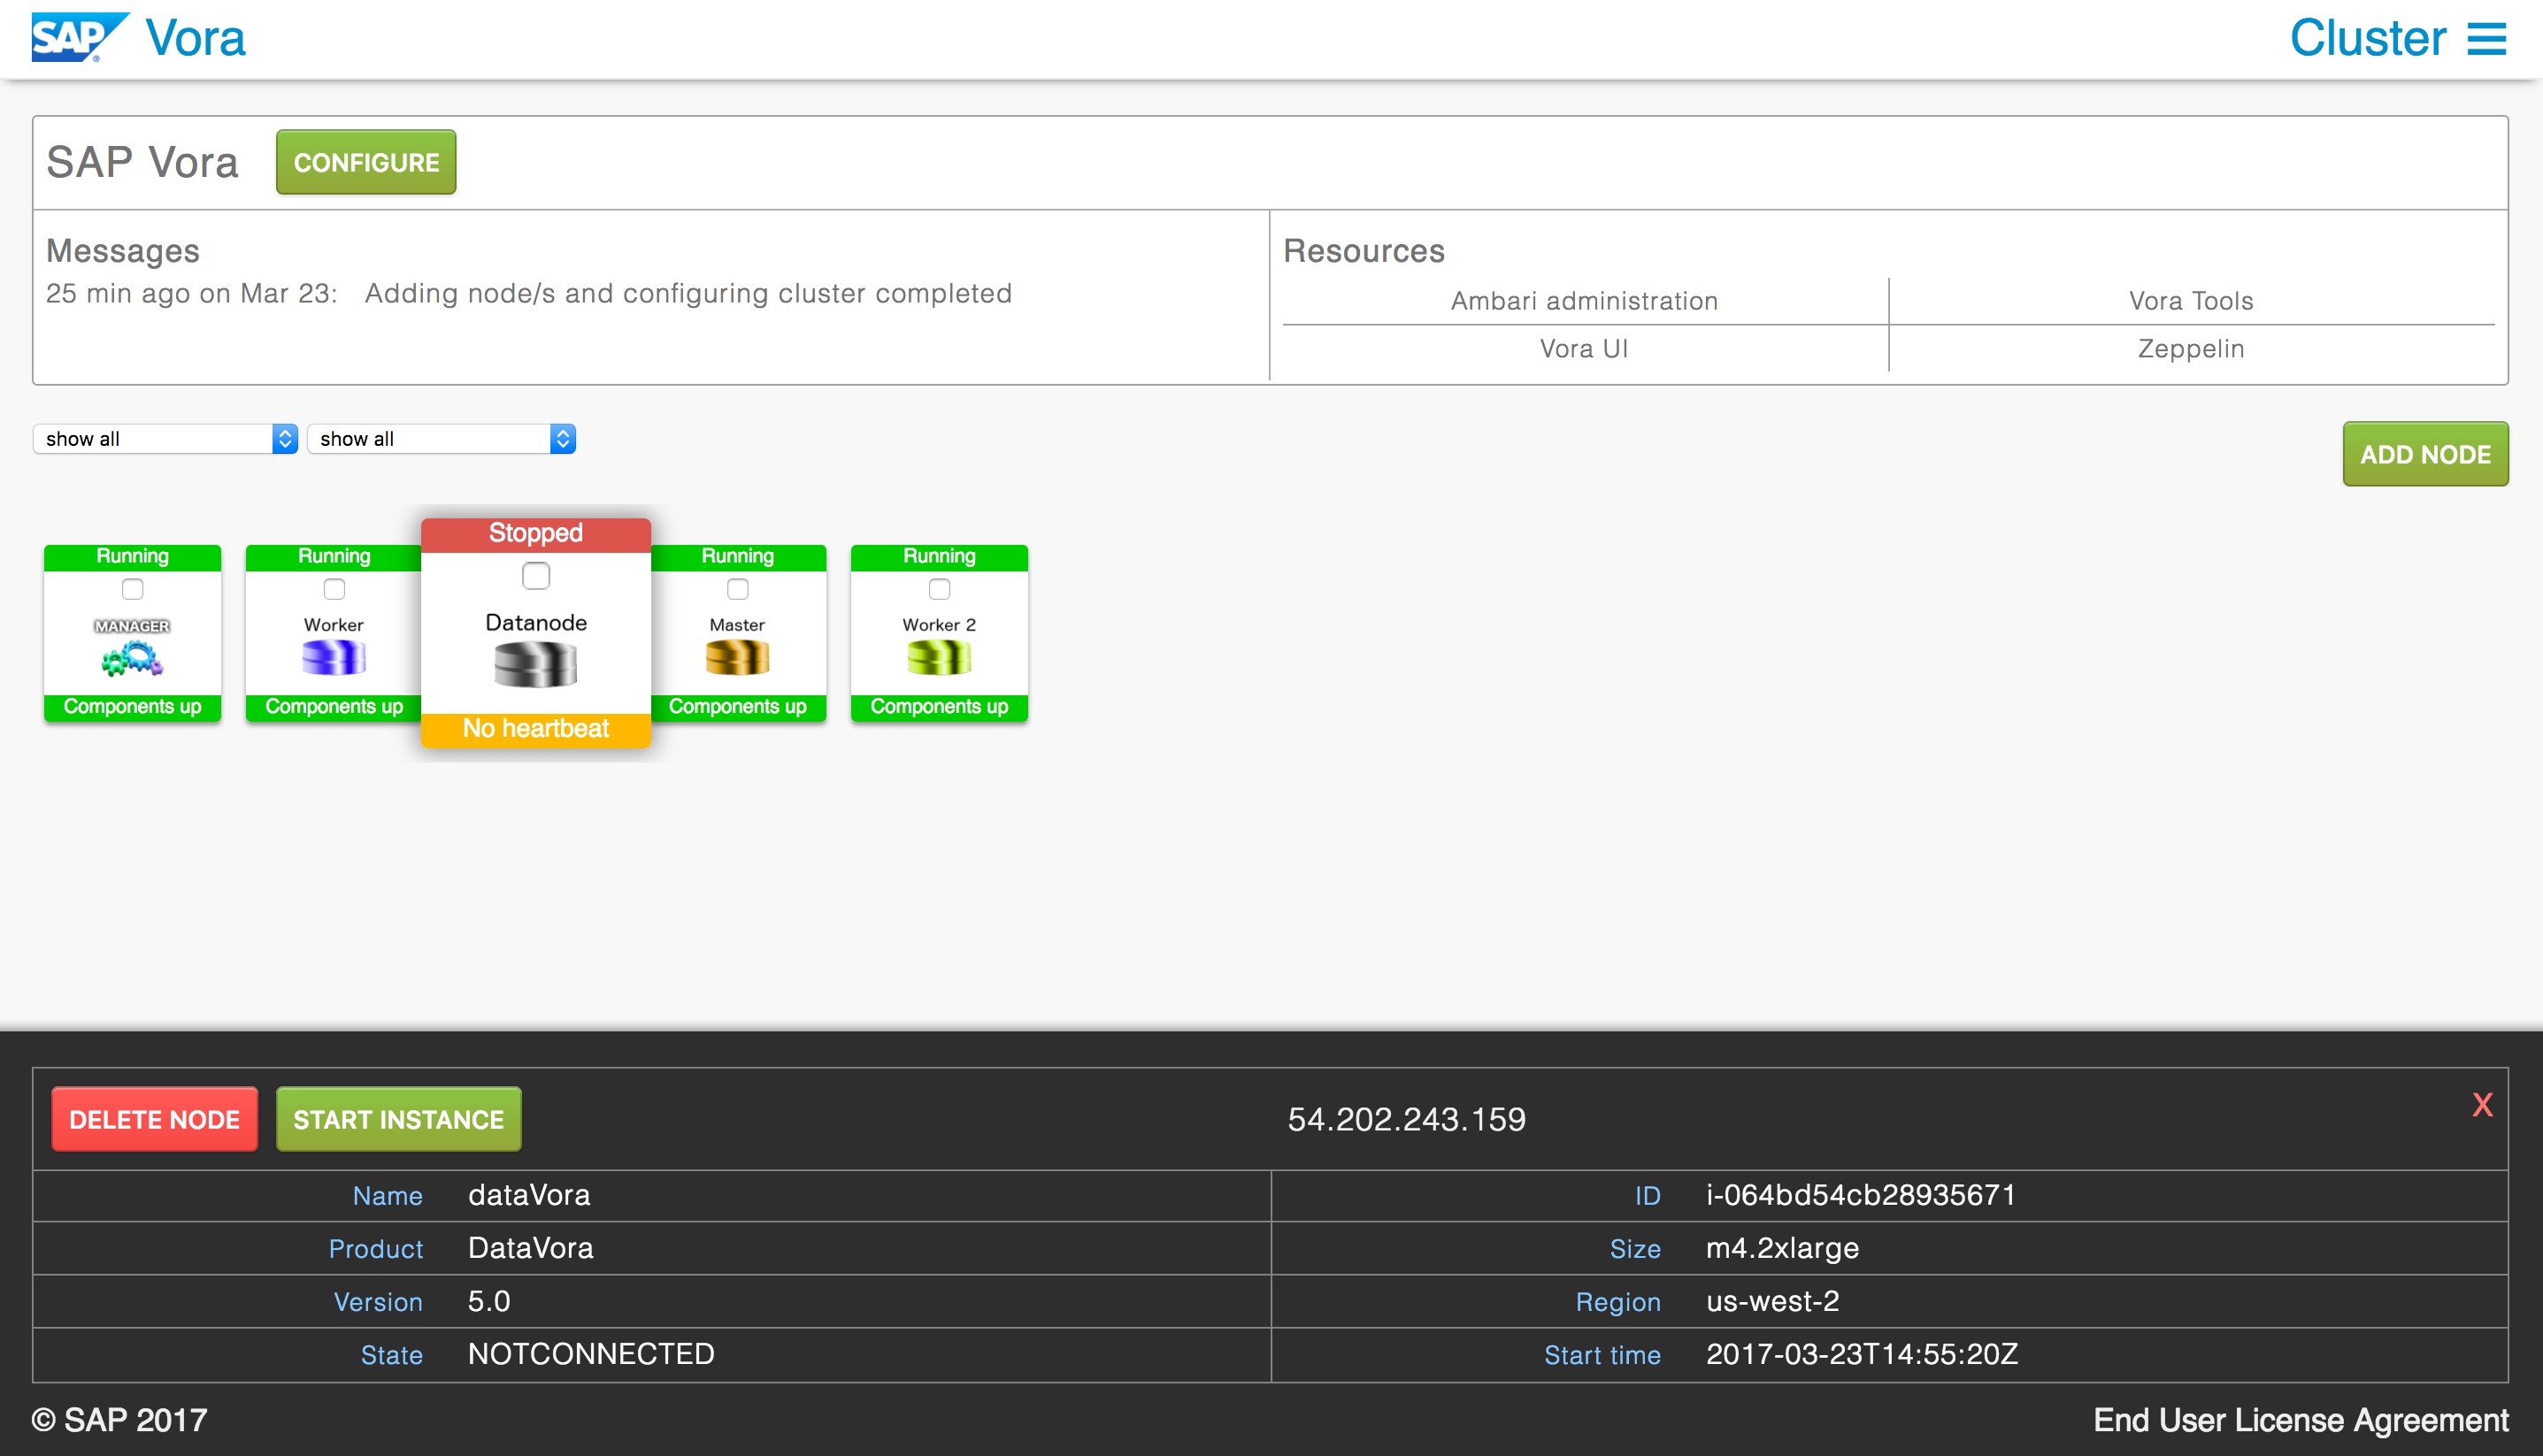 SAP ® Vora
Cluster
SAP Vora CONFIGURE
Messages
25 min ago on Mar 23: Adding node/s and configuring cluster completed
Resources
Ambari administration Vora Tools
Vora UI Zeppelin
show all show all
ADD NODE
Running Running Stopped Running Running
MANAGER Worker Datanode Master Worker 2
Components up Components up No heartbeat Components up Components up
DELETE NODE START INSTANCE 54.202.243.159 X
Name dataVora ID i-064bd54cb28935671
Product DataVora Size m4.2xlarge
Version 5.0 Region us-west-2
State NOTCONNECTED Start time 2017-03-23T14:55:20Z
© SAP 2017 End User License Agreement